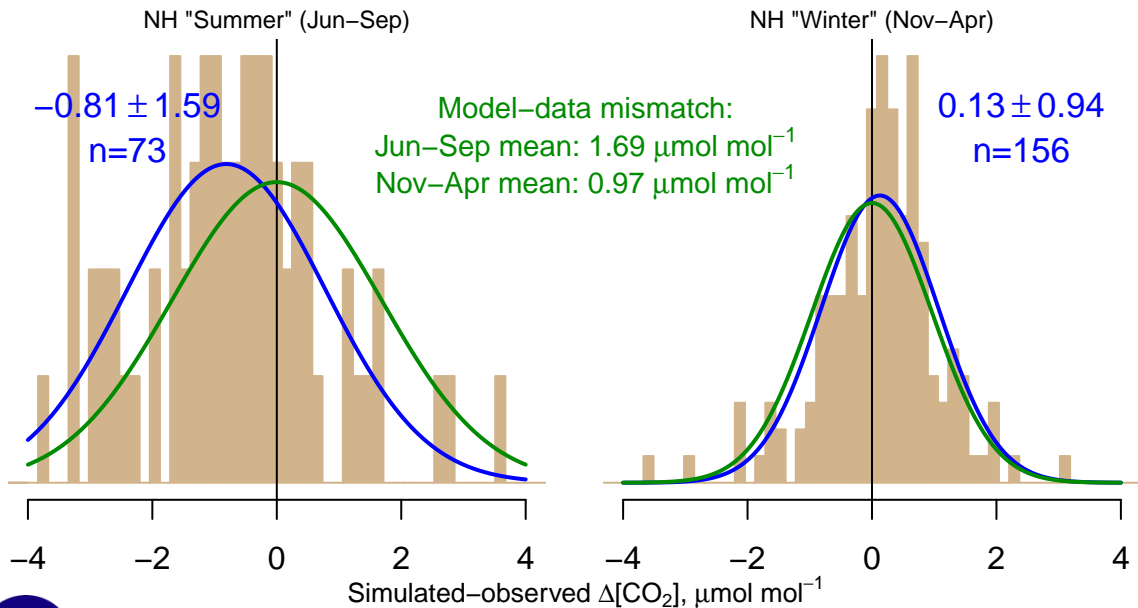 NH "Summer" (Jun−Sep)
−0.81 ± 1.59
n=73
Model−data mismatch:
Jun−Sep mean: 1.69 μmol mol⁻¹
Nov−Apr mean: 0.97 μmol mol⁻¹
NH "Winter" (Nov−Apr)
0.13 ± 0.94
n=156
−4 −2 0 2 4
−4 −2 0 2 4
Simulated−observed Δ[CO₂], μmol mol⁻¹